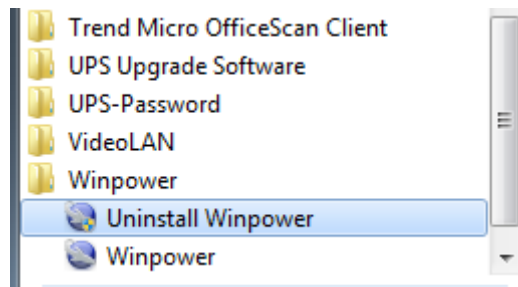 Trend Micro OfficeScan Client
UPS Upgrade Software
UPS-Password
VideoLAN
Winpower
Uninstall Winpower
Winpower